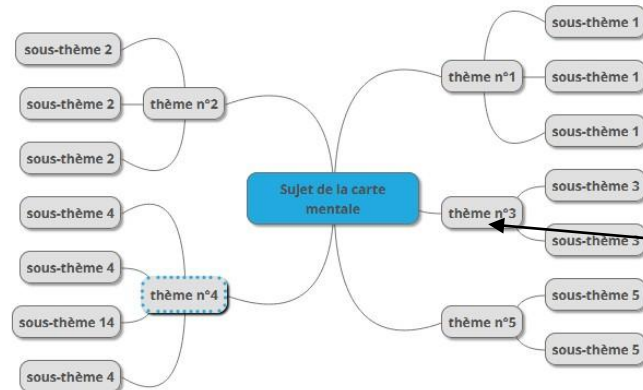 sous-thème 2
sous-thème 2
sous-thème 2
thème n°2
sous-thème 4
sous-thème 4
sous-thème 14
sous-thème 4
thème n°4
Sujet de la carte
mentale
thème n°1
sous-thème 1
sous-thème 1
sous-thème 1
thème n°3
sous-thème 3
sous-thème 3
thème n°5
sous-thème 5
sous-thème 5